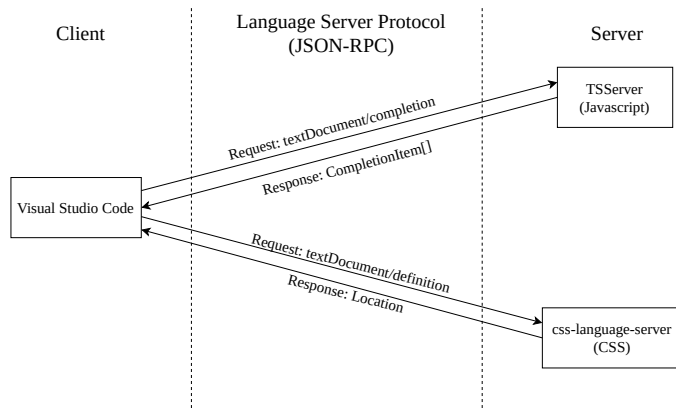 Client
Language Server Protocol
(JSON-RPC)
Server
TSServer
(Javascript)
Request: textDocument/completion
Response: CompletionItem[]
Visual Studio Code
Request: textDocument/definition
Response: Location
css-language-server
(CSS)